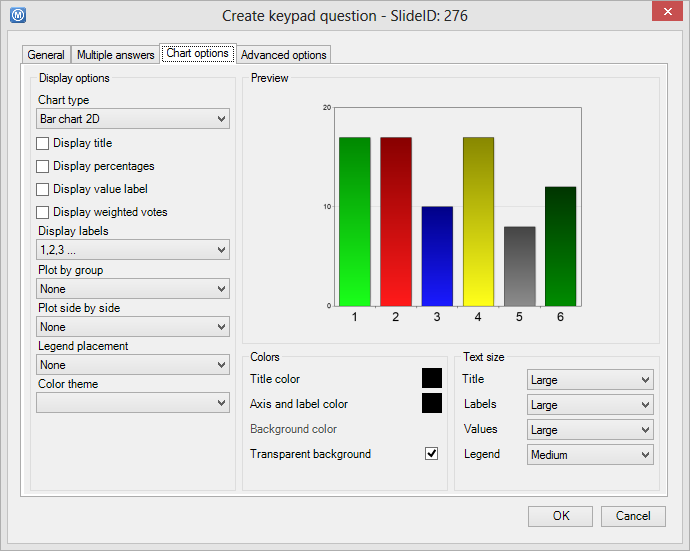 Create keypad question - SlideID: 276
General
Multiple answers
Chart options
Advanced options
Display options
Chart type
Bar chart 2D
Display title
Display percentages
Display value label
Display weighted votes
Display labels
1,2,3 ...
Plot by group
None
Plot side by side
None
Legend placement
None
Color theme
Preview
20
10
0
1 2 3 4 5 6
Colors
Title color
Axis and label color
Background color
Transparent background
Text size
Title Large
Labels Large
Values Large
Legend Medium
OK
Cancel